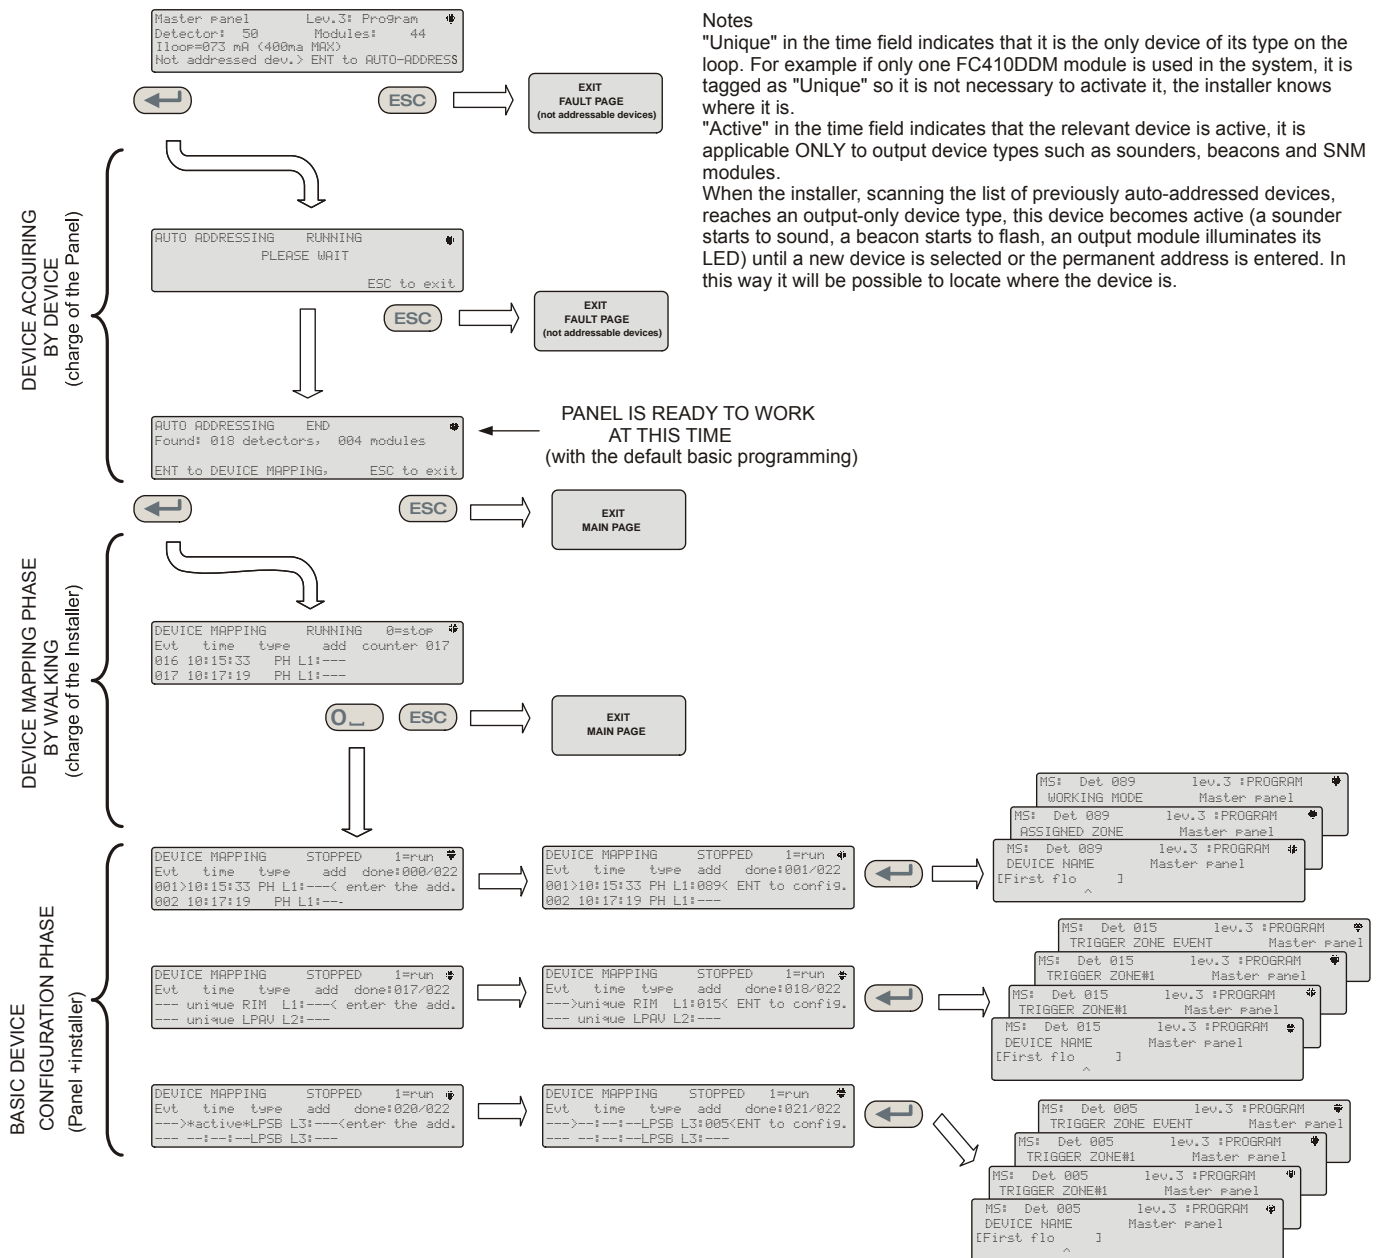 Master panel Lev.3: Program
Detector: 50 Modules: 44
Iloop=073 mA (400ma MAX)
Not addressed dev.> ENT to AUTO-ADDRESS
ESC
EXIT
FAULT PAGE
(not addressable devices)
Notes
"Unique" in the time field indicates that it is the only device of its type on the
loop. For example if only one FC410DDM module is used in the system, it is
tagged as "Unique" so it is not necessary to activate it, the installer knows
where it is.
"Active" in the time field indicates that the relevant device is active, it is
applicable ONLY to output device types such as sounders, beacons and SNM
modules.
When the installer, scanning the list of previously auto-addressed devices,
reaches an output-only device type, this device becomes active (a sounder
starts to sound, a beacon starts to flash, an output module illuminates its
LED) until a new device is selected or the permanent address is entered. In
this way it will be possible to locate where the device is.
DEVICE ACQUIRING
BY DEVICE
(charge of the Panel)
AUTO ADDRESSING RUNNING
PLEASE WAIT
ESC to exit
ESC
EXIT
FAULT PAGE
(not addressable devices)
AUTO ADDRESSING END
Found: 018 detectors, 004 modules
ENT to DEVICE MAPPING, ESC to exit
PANEL IS READY TO WORK
AT THIS TIME
(with the default basic programming)
ESC
EXIT
MAIN PAGE
DEVICE MAPPING PHASE
BY WALKING
(charge of the Installer)
DEVICE MAPPING RUNNING 0=stop
Evt time type add counter 017
016 10:15:33 PH L1:---
017 10:17:19 PH L1:---
0
ESC
EXIT
MAIN PAGE
BASIC DEVICE
CONFIGURATION PHASE
(Panel +installer)
DEVICE MAPPING STOPPED 1=run
Evt time type add done:000/022
001>10:15:33 PH L1:---< enter the add.
002 10:17:19 PH L1:---
DEVICE MAPPING STOPPED 1=run
Evt time type add done:001/022
001>10:15:33 PH L1:089< ENT to config.
002 10:17:19 PH L1:---
MS: Det 089 lev.3 :PROGRAM
WORKING MODE Master panel
MS: Det 089 lev.3 :PROGRAM
ASSIGNED ZONE Master panel
MS: Det 089 lev.3 :PROGRAM
DEVICE NAME Master panel
[First flo ]
^
DEVICE MAPPING STOPPED 1=run
Evt time type add done:017/022
--- unique RIM L1:---< enter the add.
--- unique LPAV L2:---
DEVICE MAPPING STOPPED 1=run
Evt time type add done:018/022
--->unique RIM L1:015< ENT to config.
--- unique LPAV L2:---
MS: Det 015 lev.3 :PROGRAM
TRIGGER ZONE EVENT Master panel
MS: Det 015 lev.3 :PROGRAM
TRIGGER ZONE#1 Master panel
MS: Det 015 lev.3 :PROGRAM
TRIGGER ZONE#1 Master panel
MS: Det 015 lev.3 :PROGRAM
DEVICE NAME Master panel
[First flo ]
^
DEVICE MAPPING STOPPED 1=run
Evt time type add done:020/022
--->*active*LPSB L3:---<enter the add.
--- --:--:--LPSB L3:---
DEVICE MAPPING STOPPED 1=run
Evt time type add done:021/022
--->--:--:--LPSB L3:005<ENT to config.
--- --:--:--LPSB L3:---
MS: Det 005 lev.3 :PROGRAM
TRIGGER ZONE EVENT Master panel
MS: Det 005 lev.3 :PROGRAM
TRIGGER ZONE#1 Master panel
MS: Det 005 lev.3 :PROGRAM
TRIGGER ZONE#1 Master panel
MS: Det 005 lev.3 :PROGRAM
DEVICE NAME Master panel
[First flo ]
^